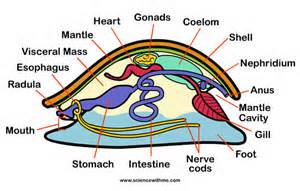 Gonads
Heart
Coelom
Mantle
Shell
Visceral Mass
Esophagus
Nephridium
Radula
Anus
Mantle
Cavity
Mouth
Gill
Stomach
Intestine
Nerve
cods
Foot
© www.sciencewithme.com